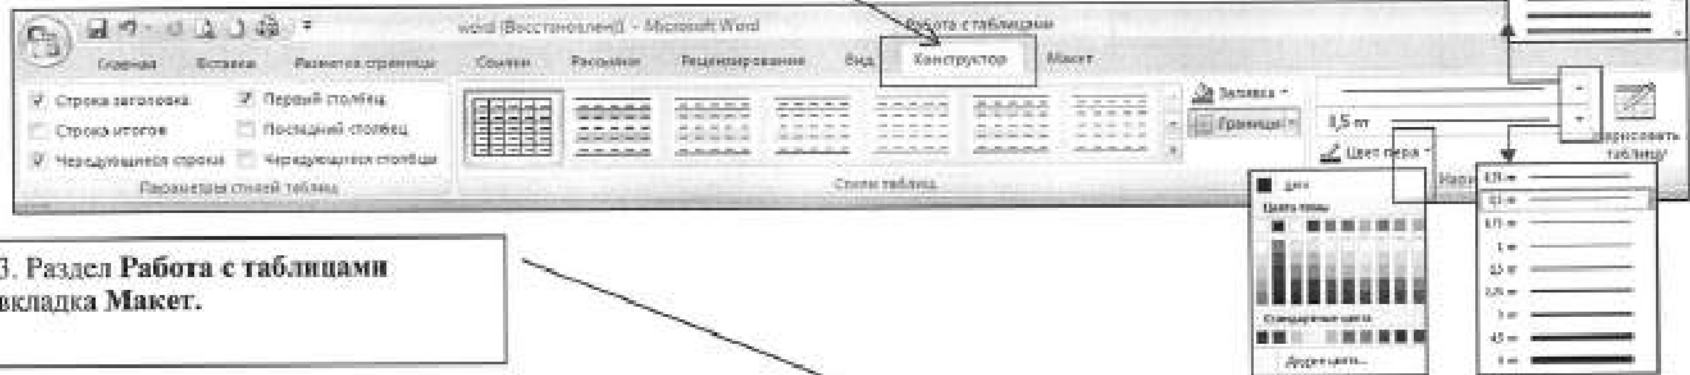 word (Восстановлен) - Microsoft Word
Работа с таблицами
Главная Вставка Разметка страницы Ссылки Рассылки Рецензирование Вид Конструктор Макет
Строка заголовка
Первый столбец
Строка итогов
Последний столбец
Чередующиеся строки
Чередующиеся столбцы
Параметры стилей таблиц
Стили таблиц
Заливка
Границы
0,5 пт
Цвет пера
Нарисовать
таблицу
Авто
Цвета темы
Стандартные цвета
Другие цвета...
3. Раздел Работа с таблицами
вкладка Макет.